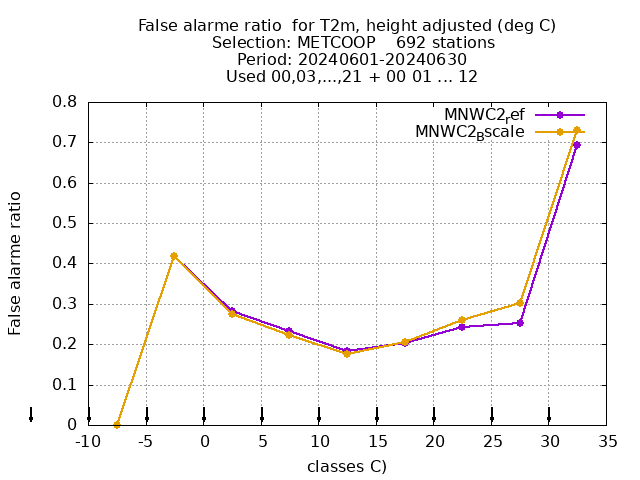 False alarme ratio  for T2m, height adjusted (deg C)
Selection: METCOOP    692 stations
Period: 20240601-20240630
Used 00,03,...,21 + 00 01 ... 12
MNWC2ref
MNWC2Bscale
False alarme ratio
0.8
0.7
0.6
0.5
0.4
0.3
0.2
0.1
0
-10 -5 0 5 10 15 20 25 30 35
classes C)